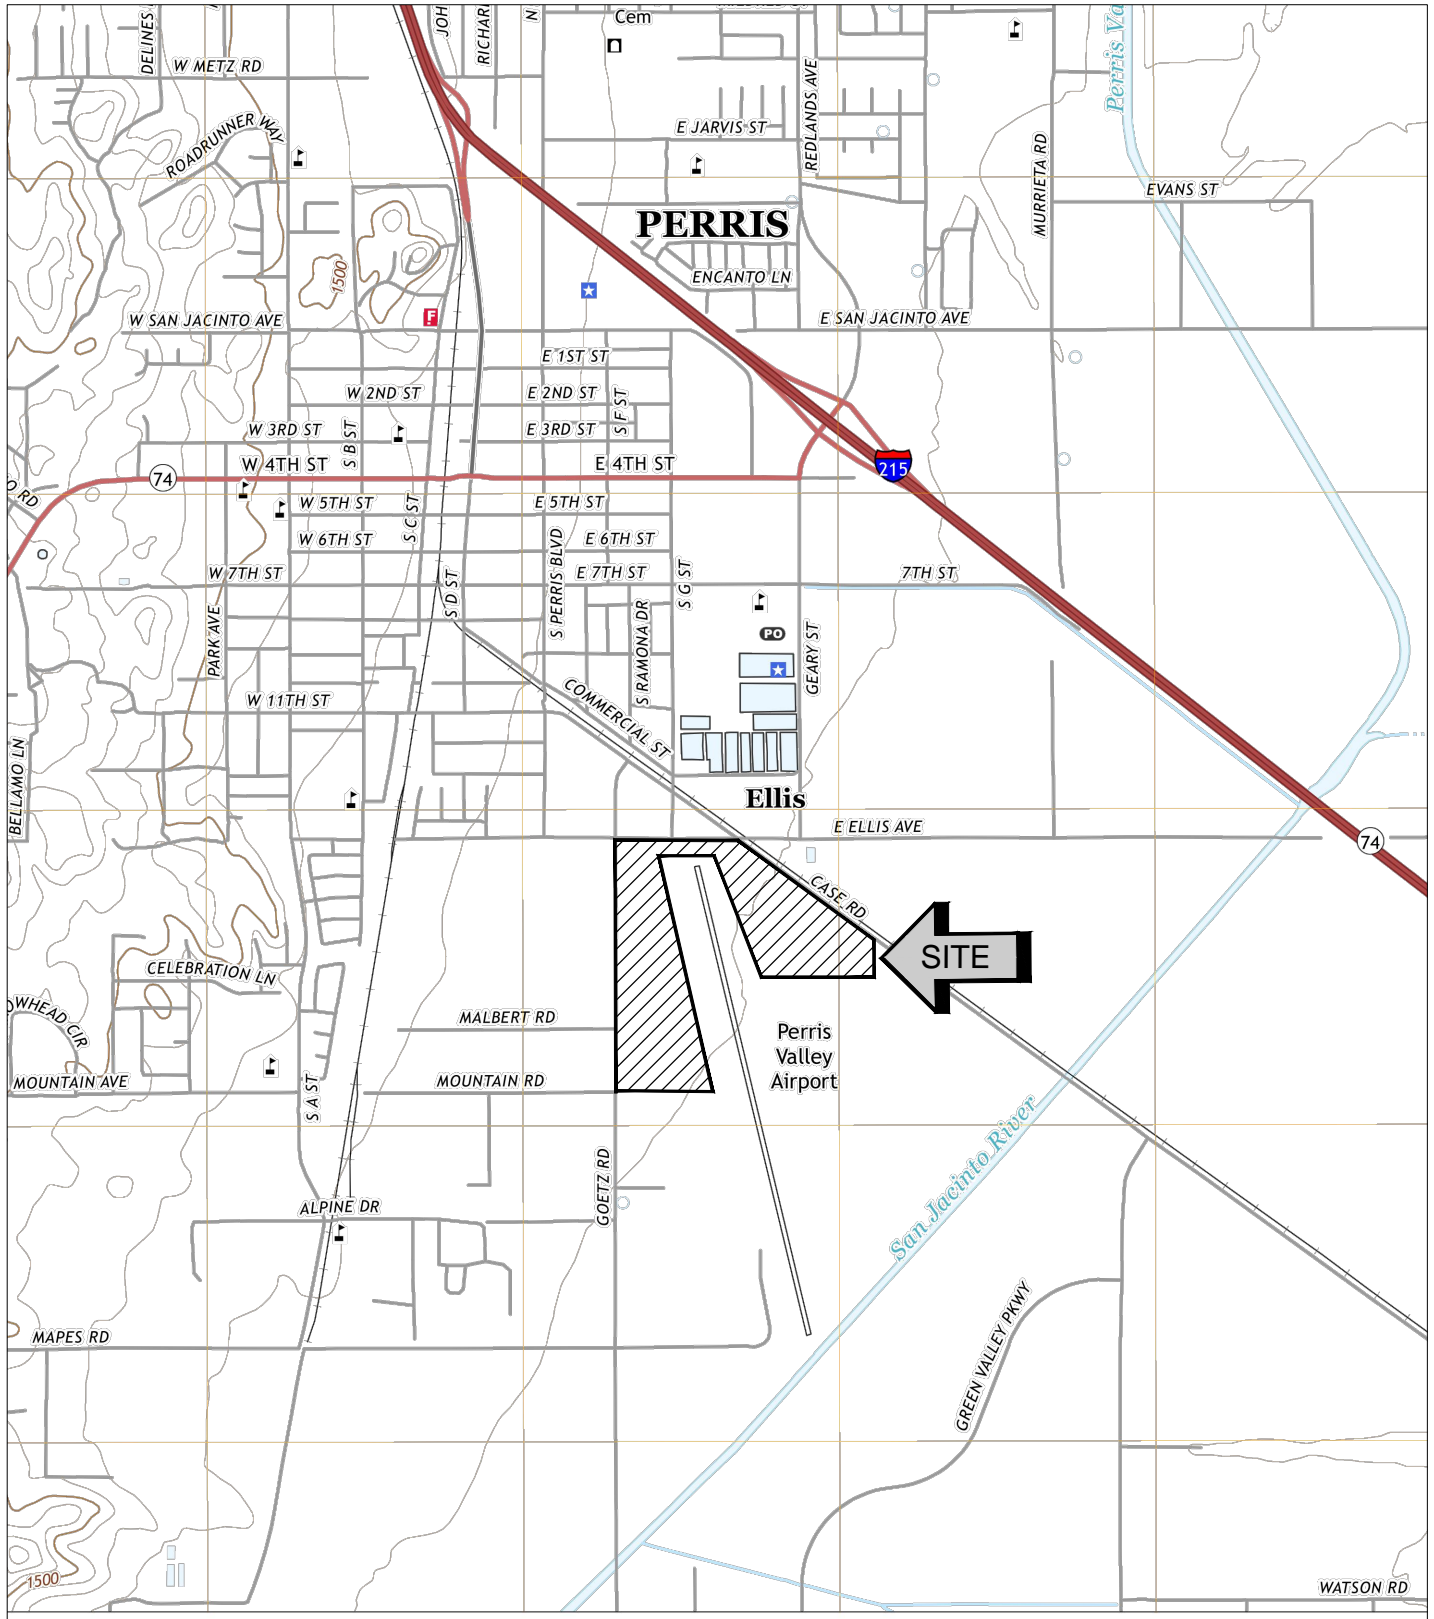 Cem
DELINES
JOH
RICHARD
W METZ RD
Perris Va
REDLANDS AVE
ROADRUNNER WAY
E JARVIS ST
MURRIETA RD
EVANS ST
PERRIS
1500
ENCANTO LN
W SAN JACINTO AVE
E SAN JACINTO AVE
E 1ST ST
W 2ND ST
E 2ND ST
S F ST
W 3RD ST
S B ST
E 3RD ST
W 4TH ST
E 4TH ST
74
215
O RD
W 5TH ST
S C ST
E 5TH ST
W 6TH ST
E 6TH ST
S PERRIS BLVD
W 7TH ST
E 7TH ST
S G ST
7TH ST
S D ST
PARK AVE
S RAMONA DR
PO
GEARY ST
W 11TH ST
COMMERCIAL ST
BELLAMO LN
Ellis
E ELLIS AVE
74
CASE RD
SITE
CELEBRATION LN
OWHEAD CIR
MALBERT RD
Perris
Valley
Airport
MOUNTAIN AVE
S A ST
MOUNTAIN RD
San Jacinto River
GOETZ RD
ALPINE DR
GREEN VALLEY PKWY
MAPES RD
1500
WATSON RD